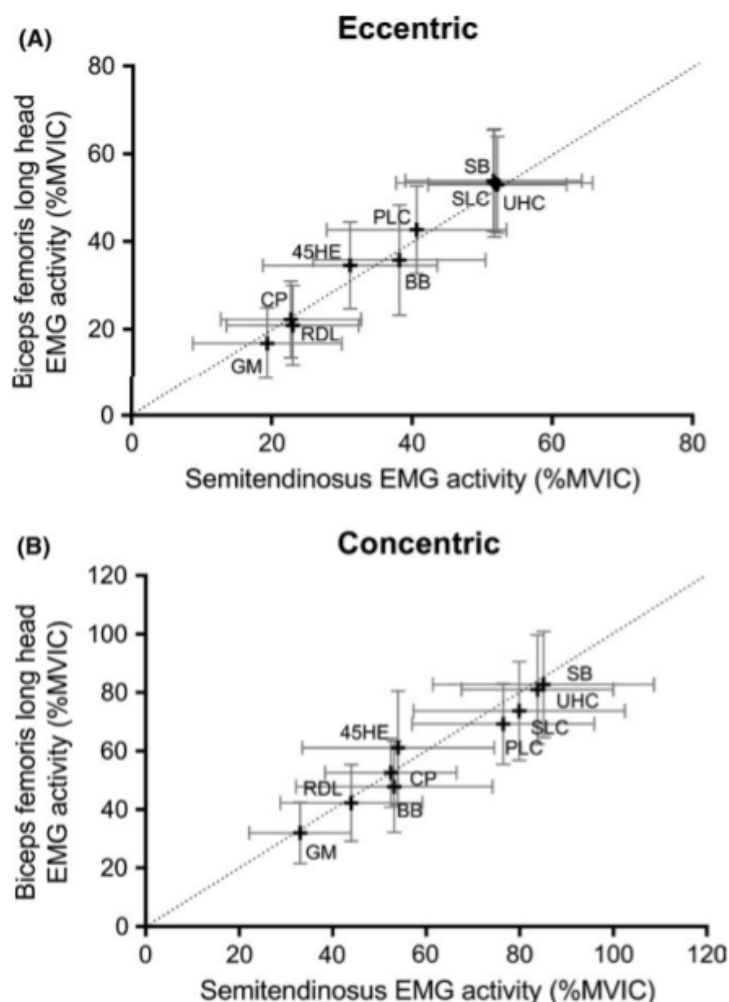 (A)
Eccentric
80
60
40
20
0
Biceps femoris long head
EMG activity (%MVIC)
SB
SLC
UHC
PLC
45HE
BB
CP
RDL
GM
0 20 40 60 80
Semitendinosus EMG activity (%MVIC)
(B)
Concentric
120
100
80
60
40
20
0
Biceps femoris long head
EMG activity (%MVIC)
SB
UHC
SLC
PLC
45HE
CP
RDL
BB
GM
0 20 40 60 80 100 120
Semitendinosus EMG activity (%MVIC)